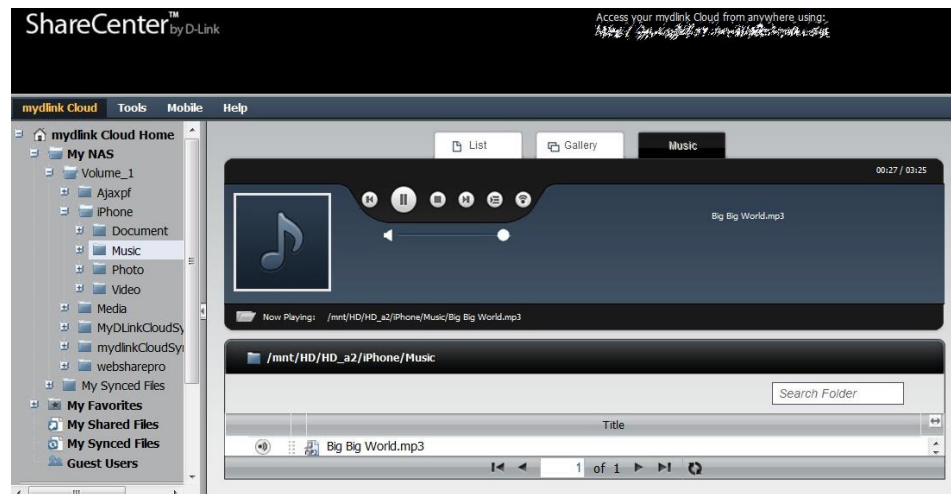 ShareCenter™ by D-Link
Access your mydlink Cloud from anywhere using:
mydlink Cloud Tools Mobile Help
mydlink Cloud Home
My NAS
Volume_1
Ajaxpf
iPhone
Document
Music
Photo
Video
Media
MyDLinkCloudSy
mydlinkCloudSy
websharepro
My Synced Files
My Favorites
My Shared Files
My Synced Files
Guest Users
List Gallery Music
00:27 / 03:25
Big Big World.mp3
Now Playing: /mnt/HD/HD_a2/iPhone/Music/Big Big World.mp3
/mnt/HD/HD_a2/iPhone/Music
Search Folder
Title
Big Big World.mp3
1 of 1